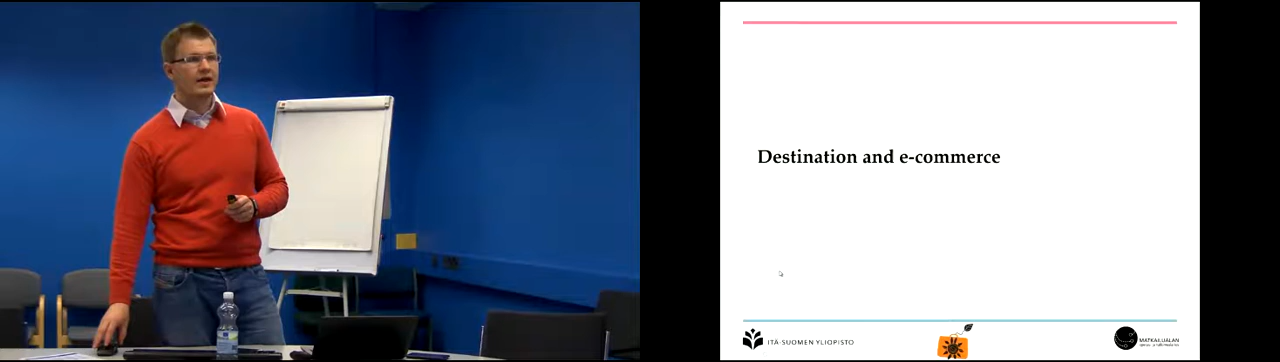 Destination and e-commerce
ITÄ-SUOMEN YLIOPISTO
MATKAILUALAN